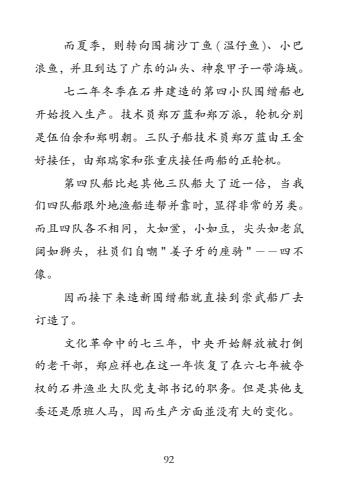 而夏季，则转向围捕沙丁鱼（温仔鱼）、小巴
浪鱼，并且到达了广东的汕头、神泉甲子一带海域。
七二年冬季在石井建造的第四小队围缯船也
开始投入生产。技术员郑万蓝和郑万派，轮机分别
是伍伯余和郑明朝。三队子船技术员郑万蓝由王金
好接任，由郑瑞家和张重庆接任两船的正轮机。
第四队船比起其他三队船大了近一倍，当我
们四队船跟外地渔船连帮并靠时，显得非常的另类。
而且四队各不相同，大如萱，小如豆，尖头如老鼠
阔如狮头，社员们自嘲"姜子牙的座骑"——四不
像。
因而接下来造新围缯船就直接到崇武船厂去
订造了。
文化革命中的七三年，中央开始解放被打倒
的老干部，郑应祥也在这一年恢复了在六七年被夺
权的石井渔业大队党支部书记的职务。但是其他支
委还是原班人马，因而生产方面並没有大的变化。
92